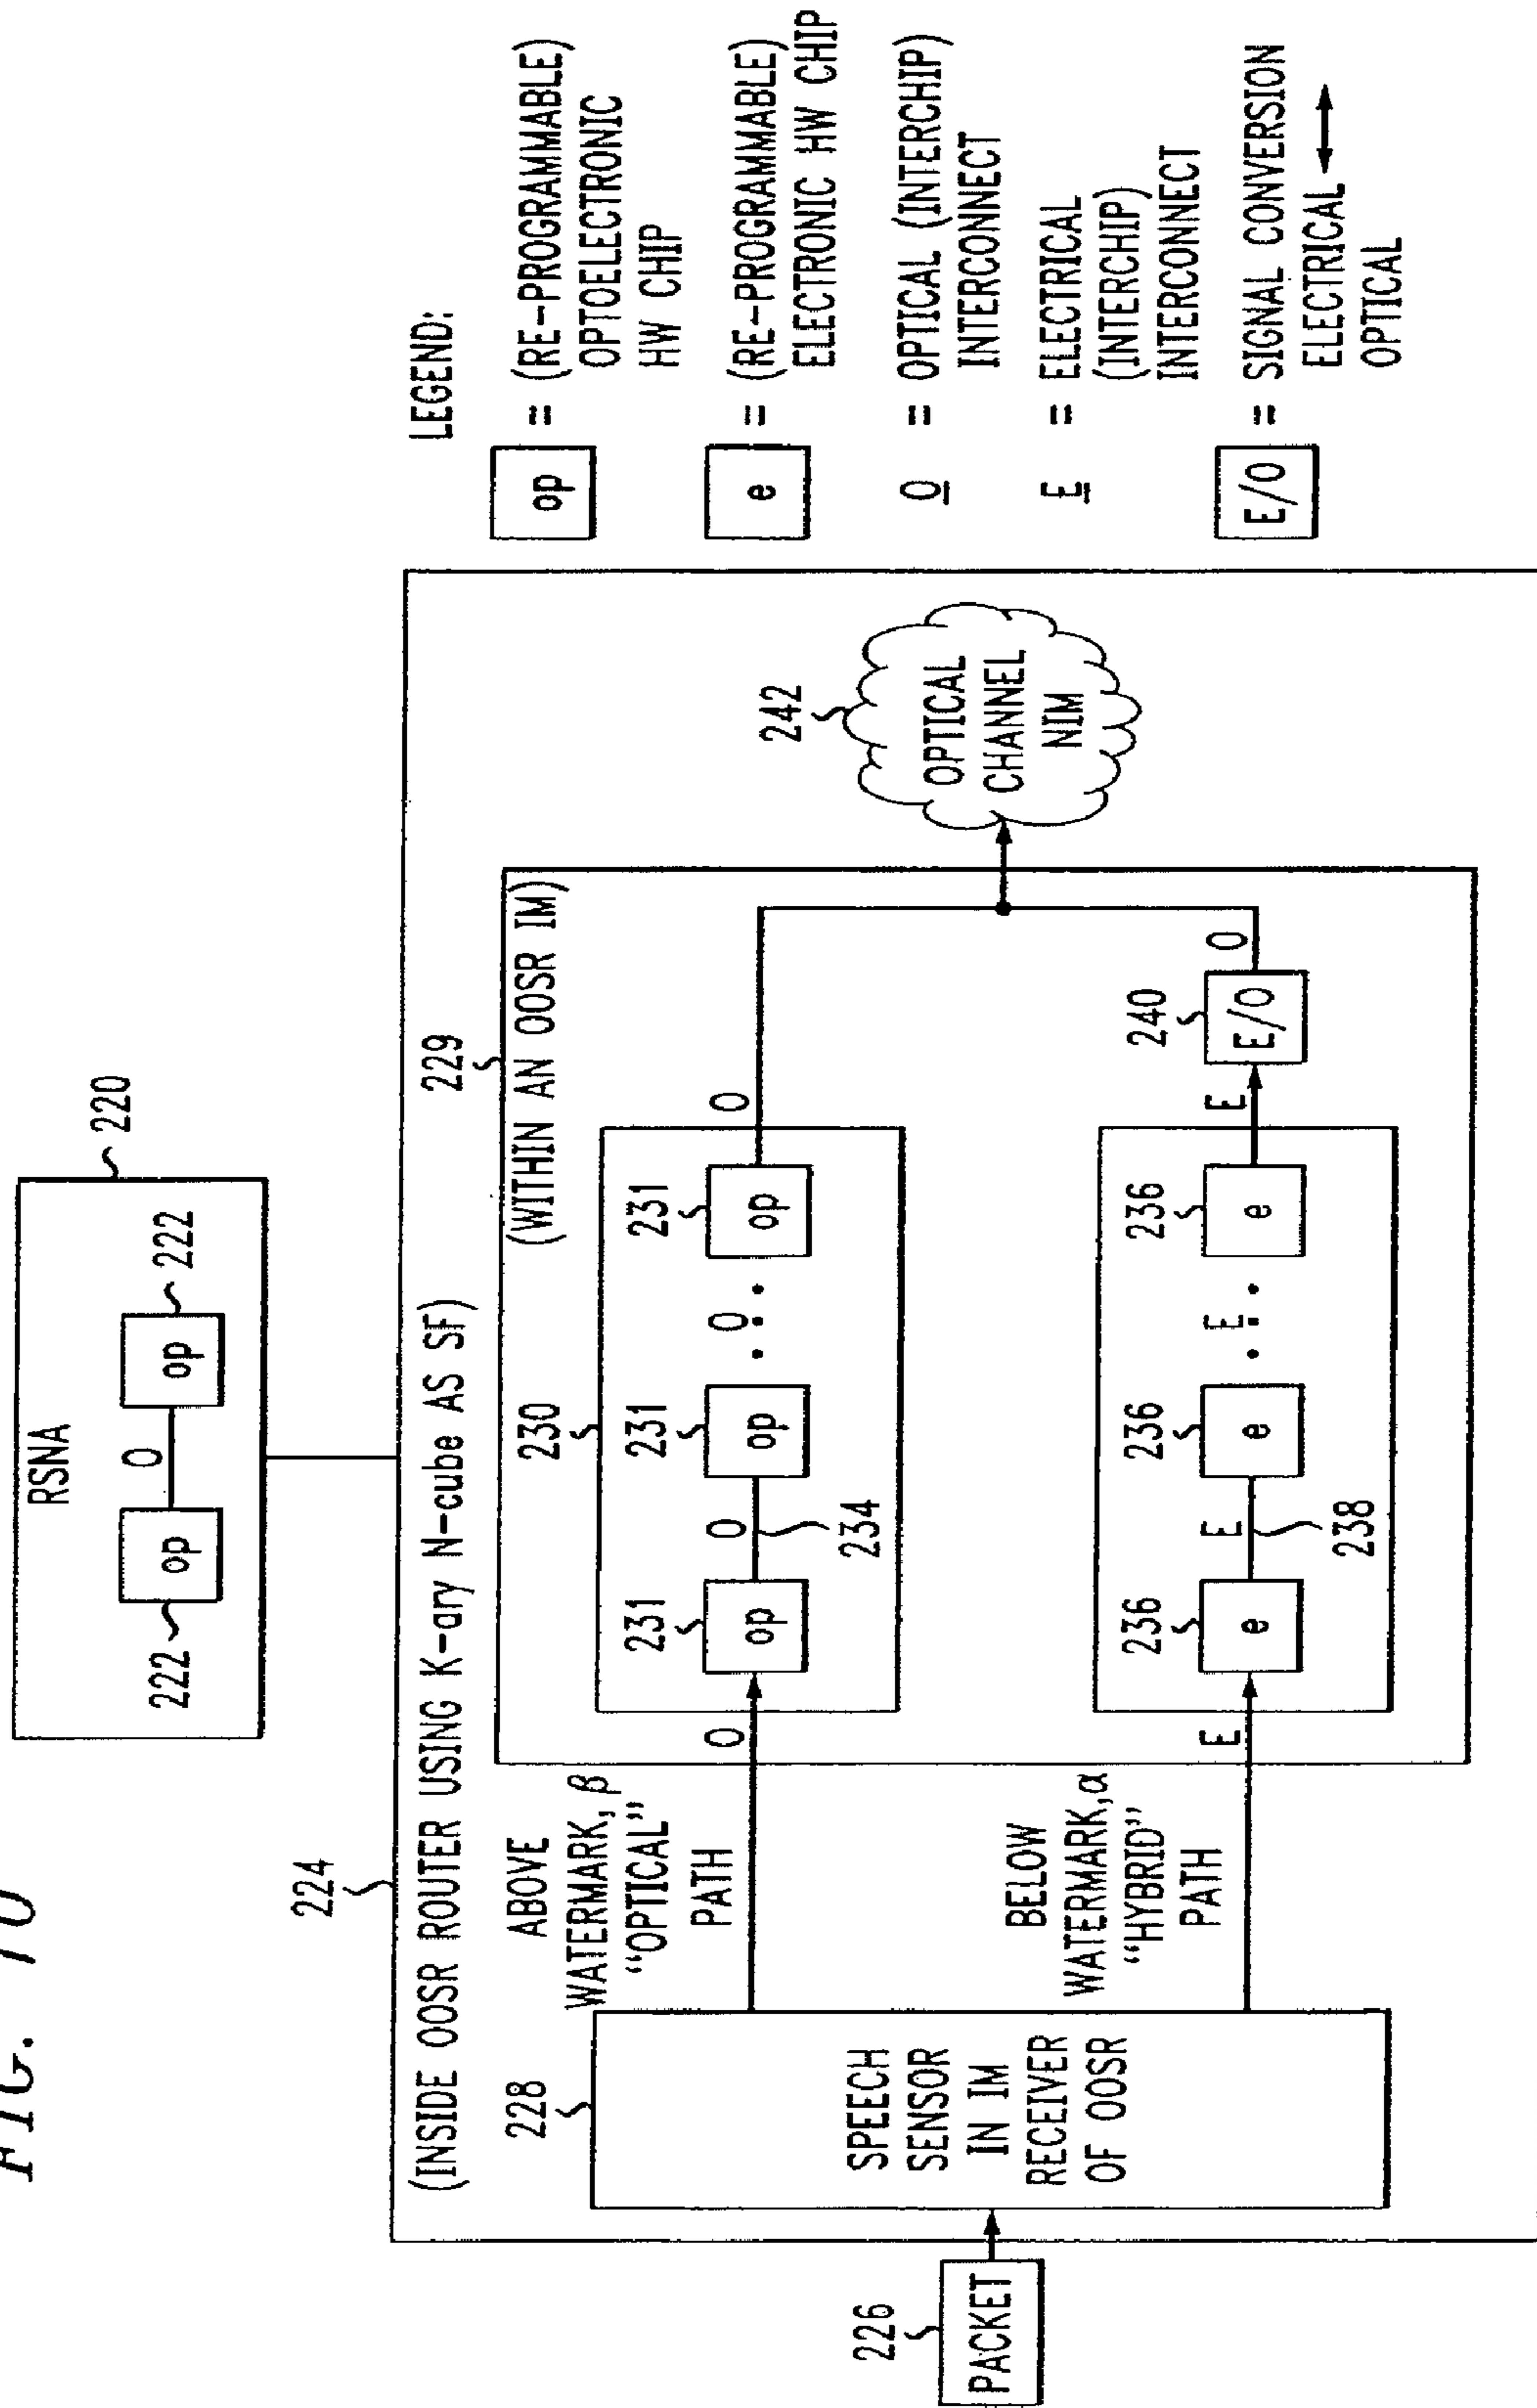 FIG. 10
RSNA
220
222
op
O
op
222
224
(INSIDE OOSR ROUTER USING K-ary N-cube AS SF)
226
PACKET
228
SPEECH
SENSOR
IN IM
RECEIVER
OF OOSR
ABOVE
WATERMARK, β
"OPTICAL"
PATH
BELOW
WATERMARK, α
"HYBRID"
PATH
229
(WITHIN AN OOSR IM)
230
O
231
op
O
234
231
op
O
231
op
O
E
236
e
E
238
236
e
E
236
e
E
240
E/O
O
242
OPTICAL
CHANNEL
NIM
LEGEND:
op = (RE-PROGRAMMABLE)
OPTOELECTRONIC
HW CHIP
e = (RE-PROGRAMMABLE)
ELECTRONIC HW CHIP
O = OPTICAL (INTERCHIP)
INTERCONNECT
E = ELECTRICAL
(INTERCHIP)
INTERCONNECT
E/O = SIGNAL CONVERSION
ELECTRICAL ↔
OPTICAL